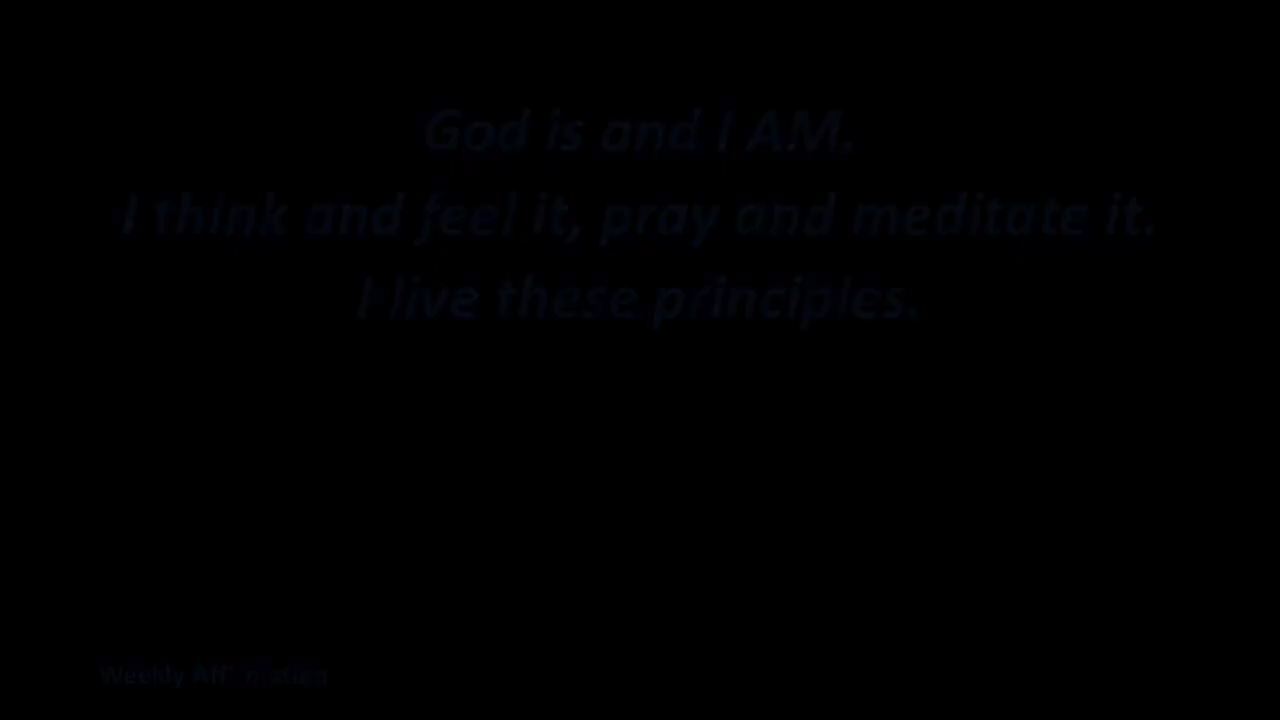 God is and I AM.
I think and feel it, pray and meditate it.
I live these principles.
Weekly Affirmation